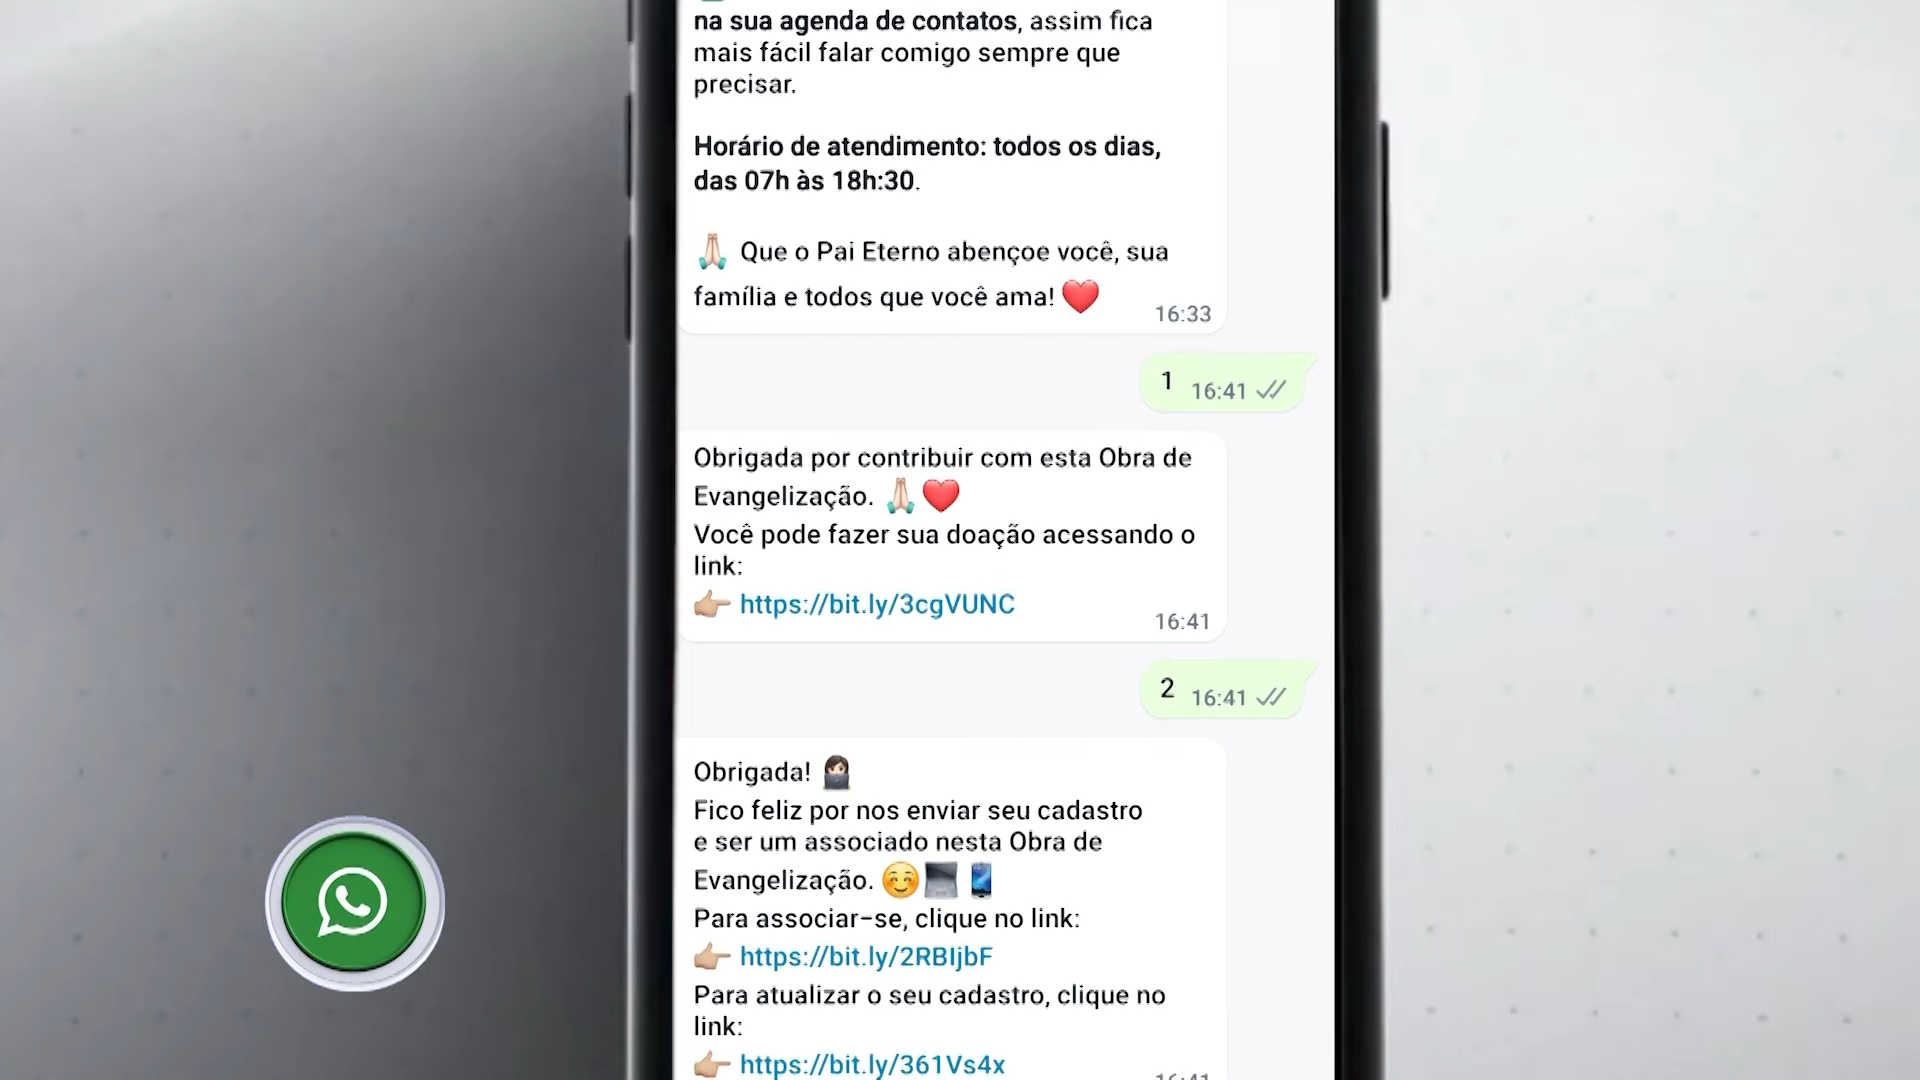 na sua agenda de contatos, assim fica
mais fácil falar comigo sempre que
precisar.
Horário de atendimento: todos os dias,
das 07h às 18h:30.
🙏🏻 Que o Pai Eterno abençoe você, sua
família e todos que você ama! ❤️
16:33
1 16:41
Obrigada por contribuir com esta Obra de
Evangelização. 🙏🏻❤️
Você pode fazer sua doação acessando o
link:
👉🏼 https://bit.ly/3cgVUNC
16:41
2 16:41
Obrigada! 👩🏻‍💻
Fico feliz por nos enviar seu cadastro
e ser um associado nesta Obra de
Evangelização. ☺️💻📱
Para associar-se, clique no link:
👉🏼 https://bit.ly/2RBIjbF
Para atualizar o seu cadastro, clique no
link:
👉🏼 https://bit.ly/361Vs4x
16:41